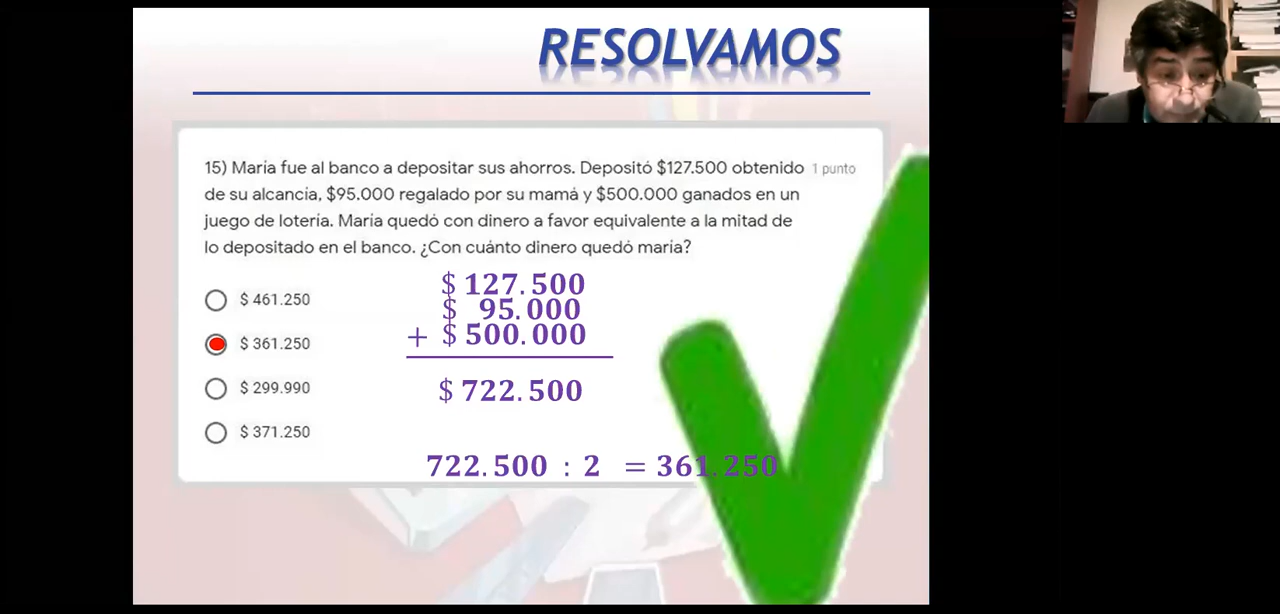 RESOLVAMOS
15) María fue al banco a depositar sus ahorros. Depositó $127.500 obtenido 1 punto
de su alcancía, $95.000 regalado por su mamá y $500.000 ganados en un
juego de lotería. María quedó con dinero a favor equivalente a la mitad de
lo depositado en el banco. ¿Con cuánto dinero quedó maría?
$ 461.250
$ 361.250
$ 299.990
$ 371.250
$ 127.500
$ 95.000
+ $ 500.000
$ 722.500
722.500 : 2 = 361.250